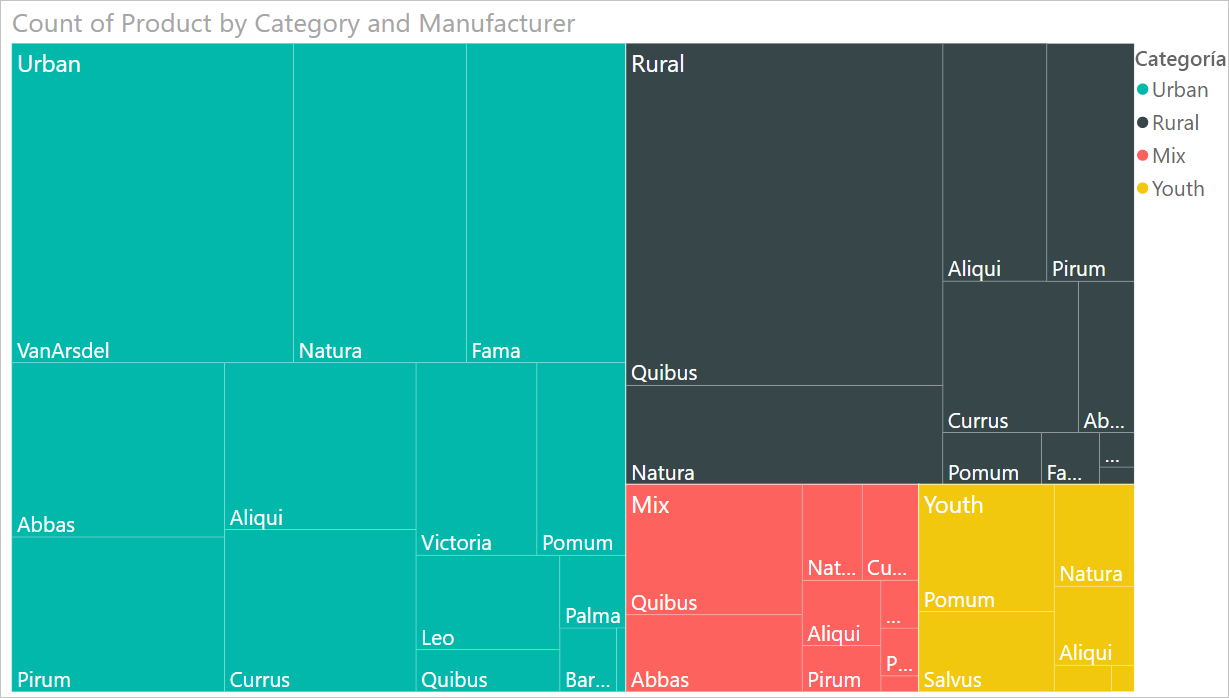 Count of Product by Category and Manufacturer
Urban
VanArsdel
Natura
Fama
Abbas
Aliqui
Victoria
Pomum
Pirum
Currus
Leo
Palma
Quibus
Bar...
Rural
Quibus
Natura
Aliqui
Pirum
Currus
Ab...
Pomum
Fa...
...
Mix
Quibus
Abbas
Nat...
Cu...
Aliqui
...
Pirum
P...
Youth
Pomum
Salvus
Natura
Aliqui
Categoría
Urban
Rural
Mix
Youth